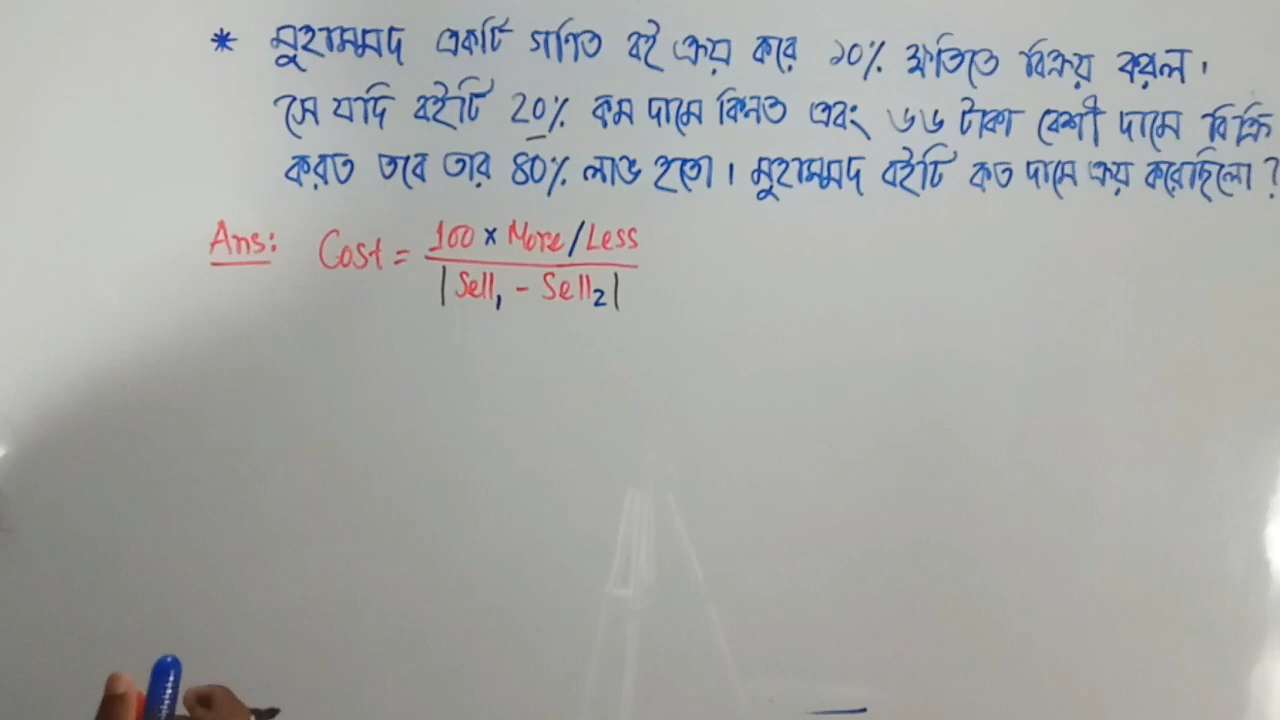 * মুহাম্মদ একটি গণিত বই ক্রয় করে ১০% ক্ষতিতে বিক্রয় করল।
সে যদি বইটি 20% কম দামে কিনত এবং ৬৬ টাকা বেশী দামে বিক্রি
করত তবে তার 80% লাভ হতো। মুহাম্মদ বইটি কত দামে ক্রয় করেছিলো?
Ans: Cost = 100 × More/Less
|Sell₁ - Sell₂|